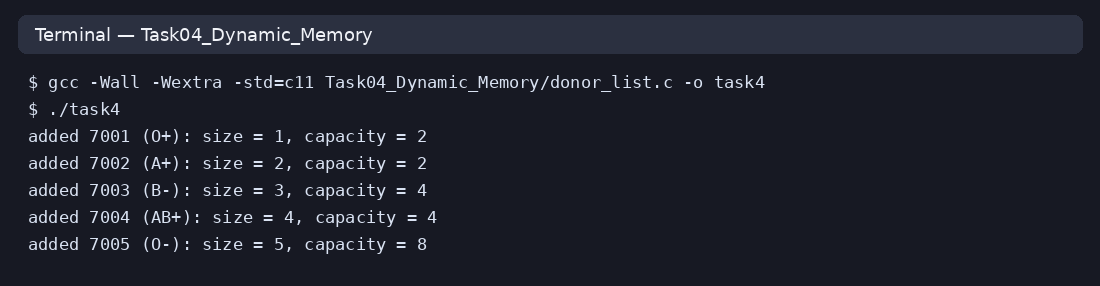 Terminal — Task04_Dynamic_Memory
$ gcc -Wall -Wextra -std=c11 Task04_Dynamic_Memory/donor_list.c -o task4
$ ./task4
added 7001 (O+): size = 1, capacity = 2
added 7002 (A+): size = 2, capacity = 2
added 7003 (B-): size = 3, capacity = 4
added 7004 (AB+): size = 4, capacity = 4
added 7005 (O-): size = 5, capacity = 8